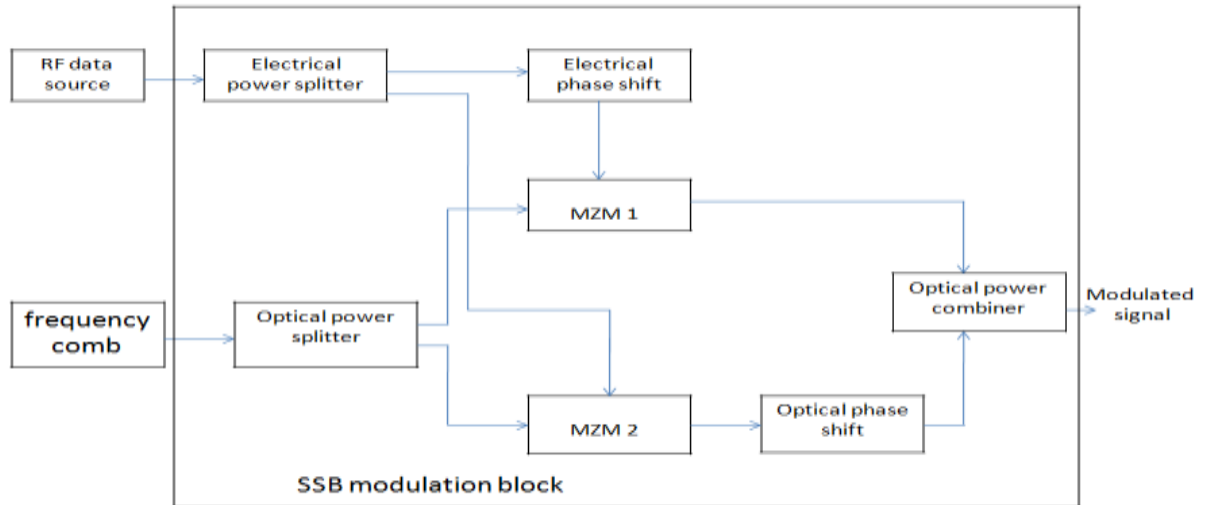 RF data
source
Electrical
power splitter
Electrical
phase shift
MZM 1
frequency
comb
Optical power
splitter
Optical power
combiner
Modulated
signal
MZM 2
Optical phase
shift
SSB modulation block